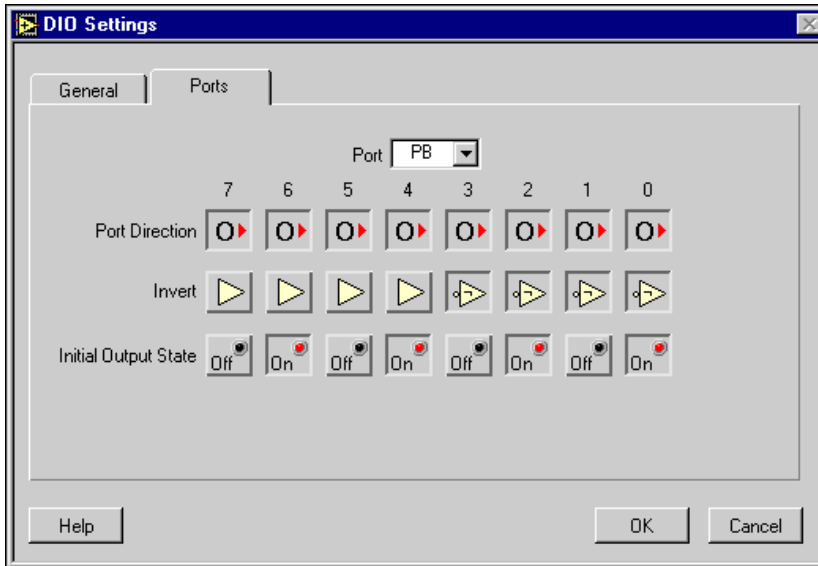 DIO Settings
General Ports
Port PB
7 6 5 4 3 2 1 0
Port Direction O O O O O O O O
Invert
Initial Output State Off On Off On Off On Off On
Help OK Cancel